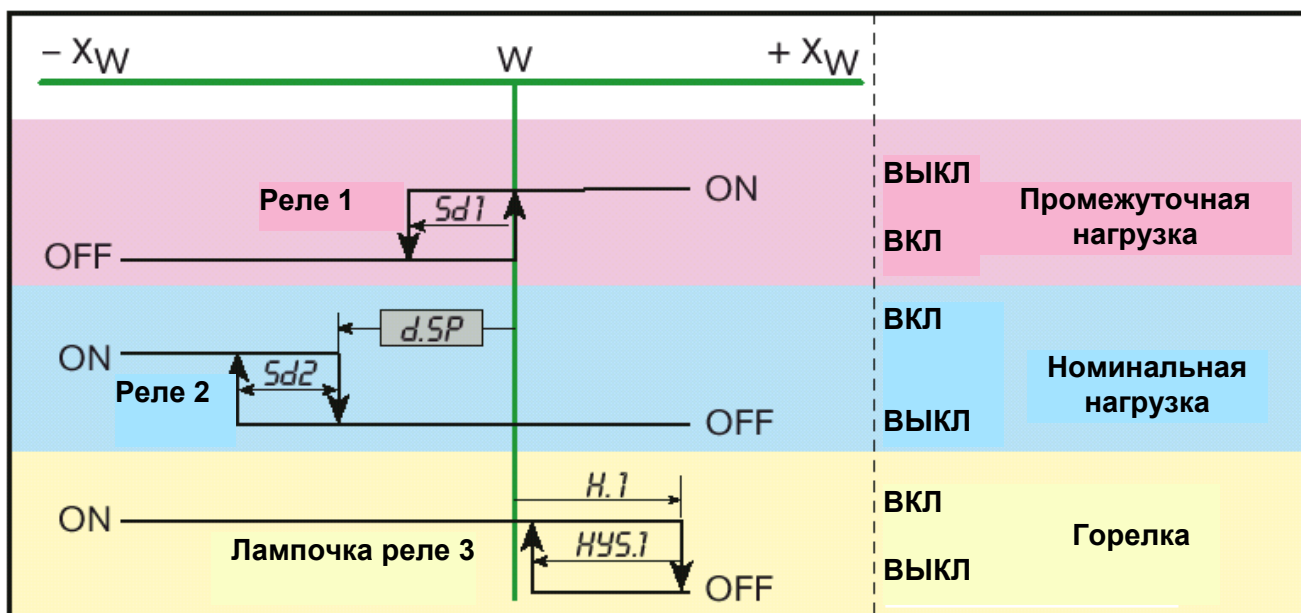 – XW W + XW
Реле 1 Sd1 ON ВЫКЛ Промежуточная
OFF ВКЛ нагрузка
d.SP ВКЛ
ON Sd2 Номинальная
Реле 2 OFF ВЫКЛ нагрузка
H.1 ВКЛ
ON Горелка
Лампочка реле 3 HYS.1 ВЫКЛ
OFF